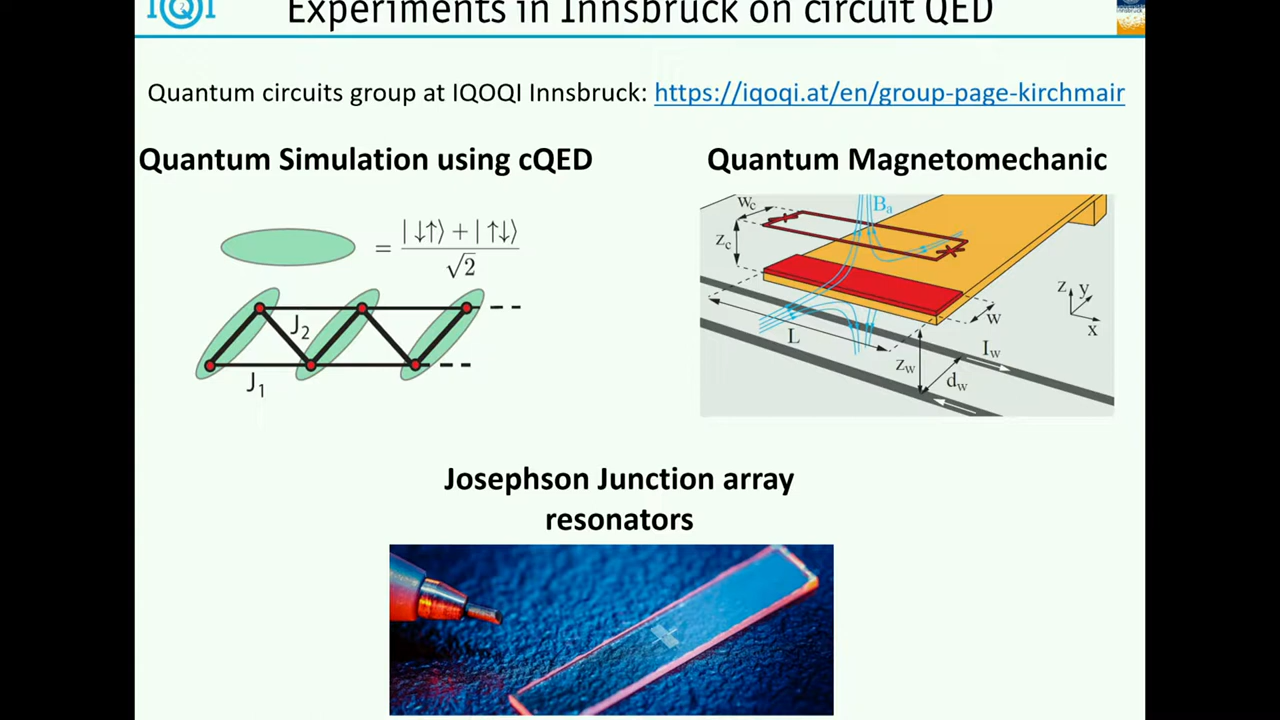 IQOQI
Experiments in Innsbruck on circuit QED
Quantum circuits group at IQOQI Innsbruck: https://iqoqi.at/en/group-page-kirchmair
Quantum Simulation using cQED
Quantum Magnetomechanic
= |↓↑⟩ + |↑↓⟩ / √2
J₂
J₁
w_c
B_a
z_c
z y
x
w
L
I_w
z_w
d_w
Josephson Junction array
resonators